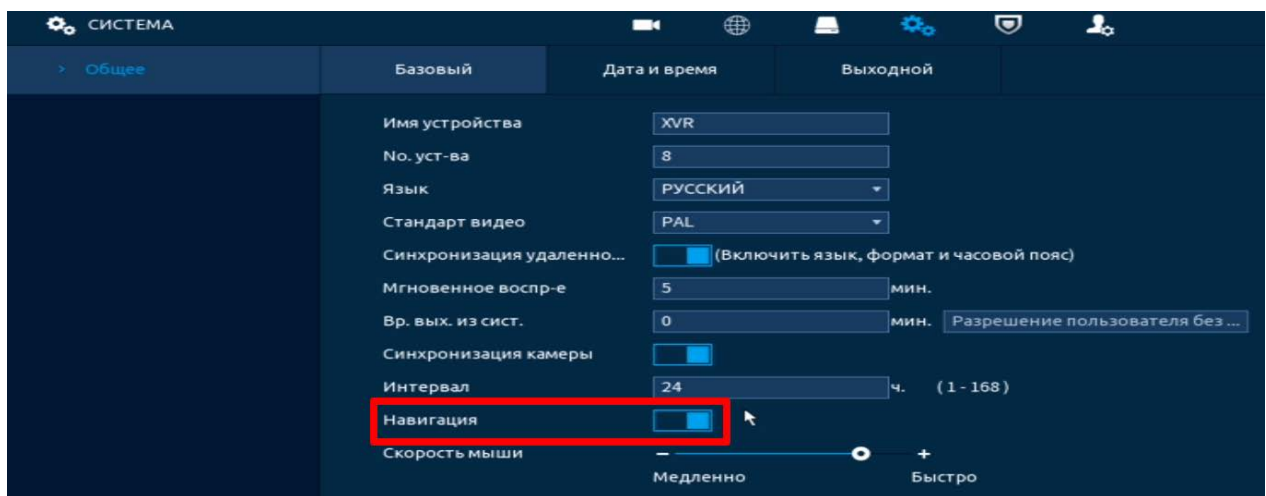 СИСТЕМА
Общее
Базовый Дата и время Выходной
Имя устройства XVR
No. уст-ва 8
Язык РУССКИЙ
Стандарт видео PAL
Синхронизация удаленно... (Включить язык, формат и часовой пояс)
Мгновенное воспр-е 5 мин.
Вр. вых. из сист. 0 мин. Разрешение пользователя без ...
Синхронизация камеры
Интервал 24 ч. (1 - 168)
Навигация
Скорость мыши
Медленно Быстро